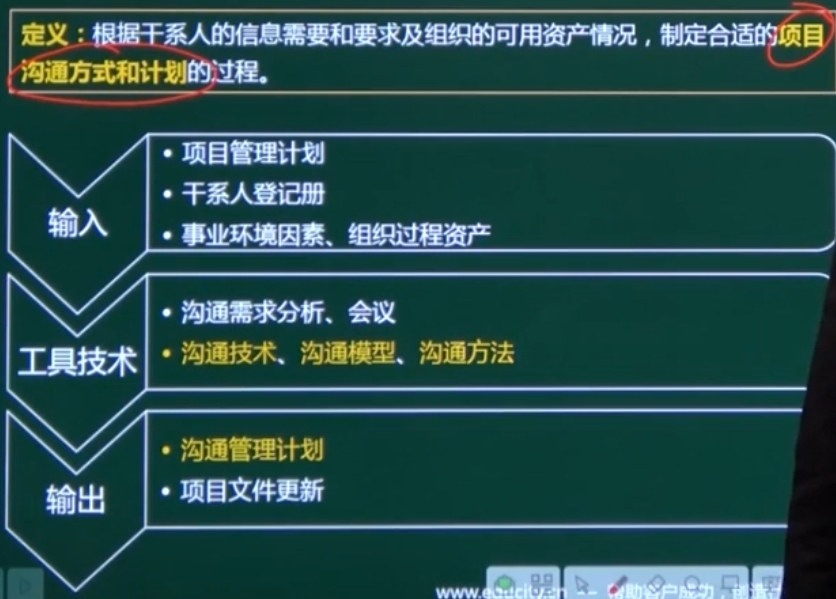 定义：根据干系人的信息需要和要求及组织的可用资产情况，制定合适的项目
沟通方式和计划的过程。
输入
• 项目管理计划
• 干系人登记册
• 事业环境因素、组织过程资产
工具技术
• 沟通需求分析、会议
• 沟通技术、沟通模型、沟通方法
输出
• 沟通管理计划
• 项目文件更新
www.educity.cn